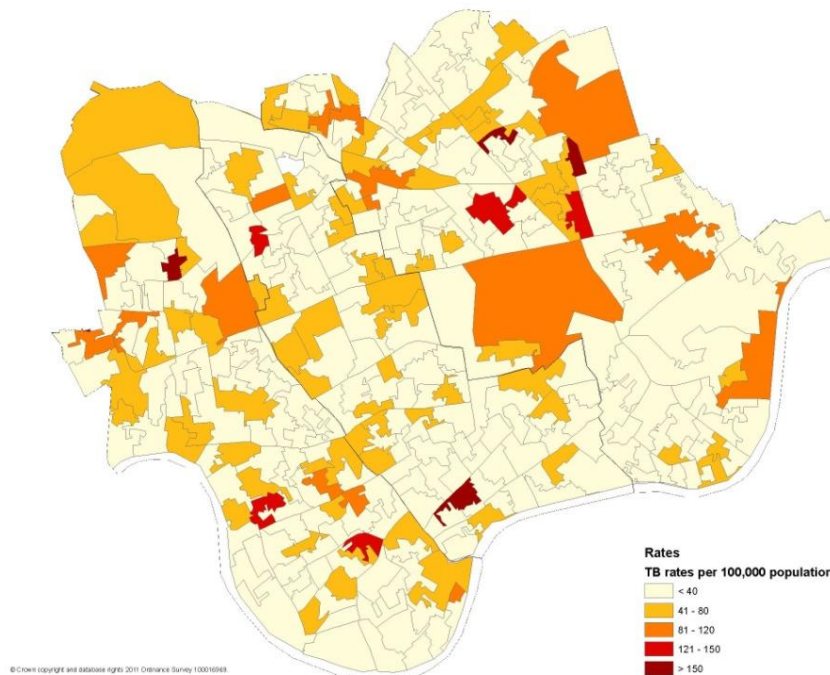 Rates
TB rates per 100,000 population
< 40
41 - 80
81 - 120
121 - 150
> 150
© Crown copyright and database rights 2011 Ordnance Survey 100016969.